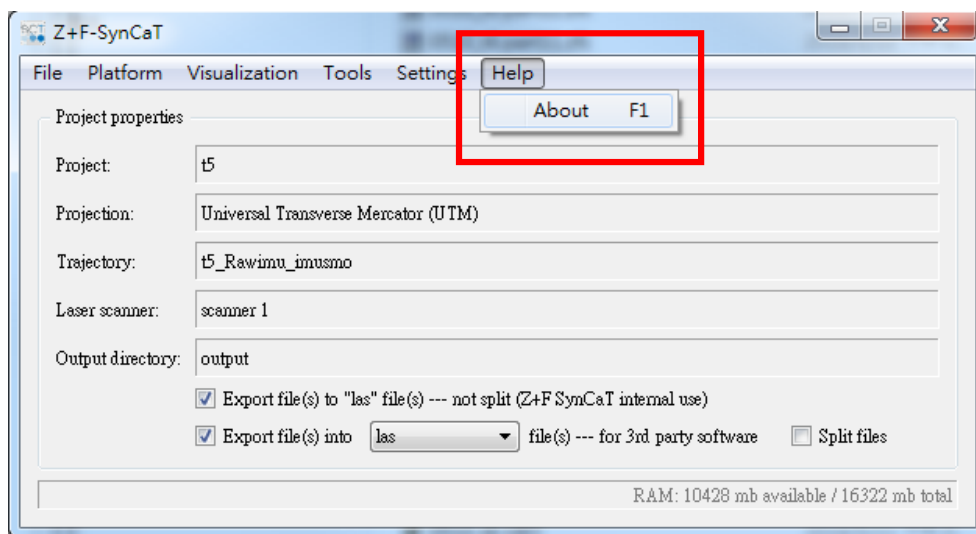 SCT Z+F-SynCaT
File Platform Visualization Tools Settings Help
About F1
Project properties
Project: t5
Projection: Universal Transverse Mercator (UTM)
Trajectory: t5_Rawimu_imusmo
Laser scanner: scanner 1
Output directory: output
Export file(s) to "las" file(s) --- not split (Z+F SynCaT internal use)
Export file(s) into las file(s) --- for 3rd party software Split files
RAM: 10428 mb available / 16322 mb total